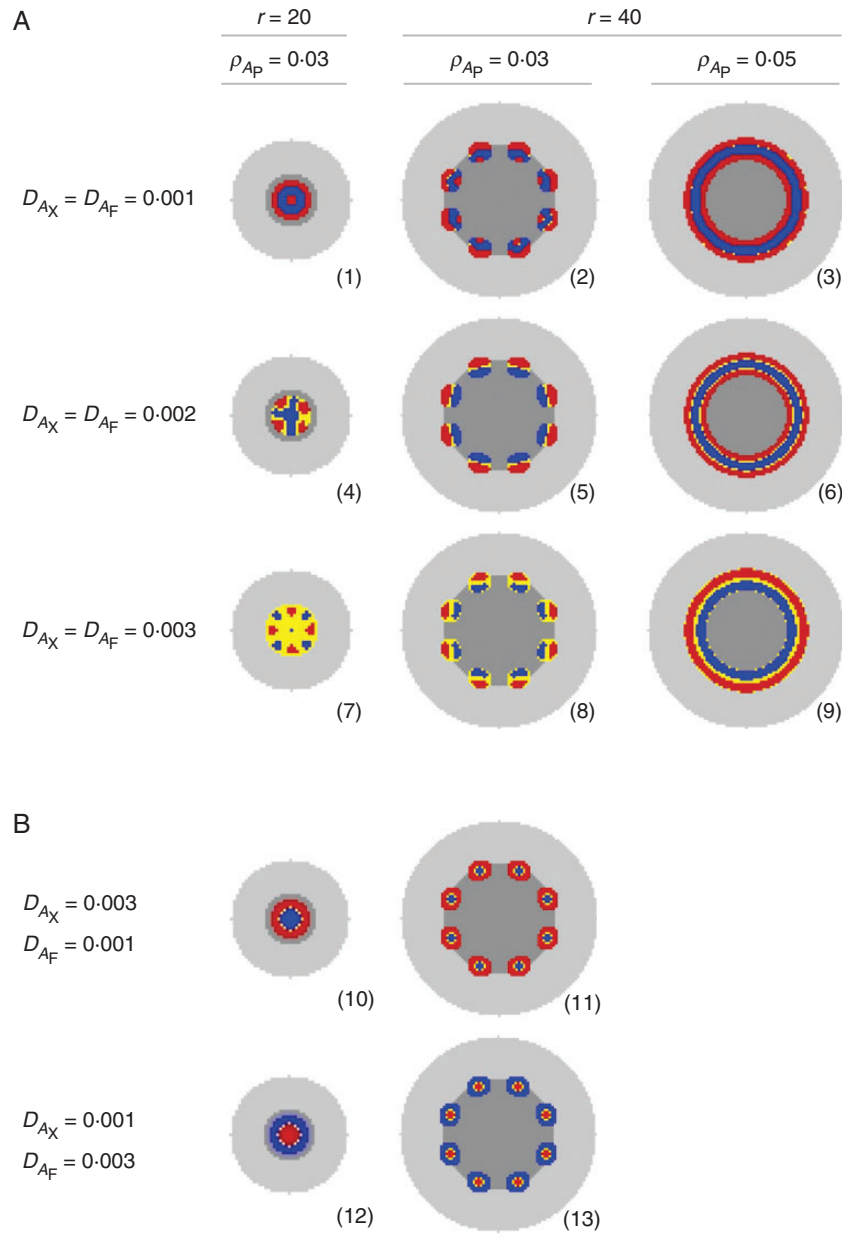 A
r = 20
r = 40
ρ_{A_P} = 0·03
ρ_{A_P} = 0·03
ρ_{A_P} = 0·05
D_{A_X} = D_{A_F} = 0·001
(1)
(2)
(3)
D_{A_X} = D_{A_F} = 0·002
(4)
(5)
(6)
D_{A_X} = D_{A_F} = 0·003
(7)
(8)
(9)
B
D_{A_X} = 0·003
D_{A_F} = 0·001
(10)
(11)
D_{A_X} = 0·001
D_{A_F} = 0·003
(12)
(13)